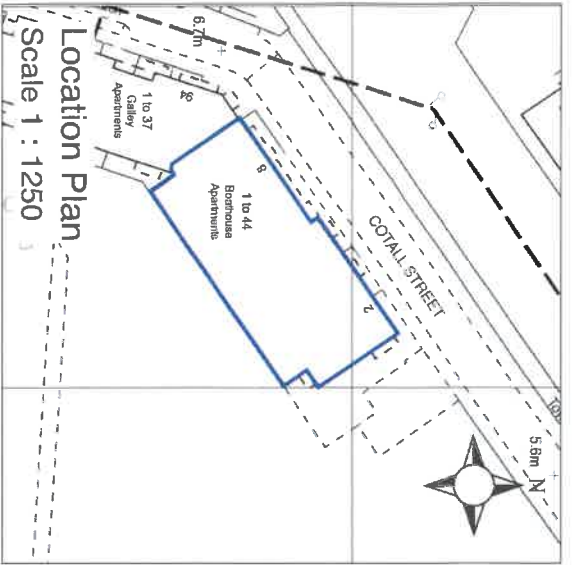 Location Plan
Scale 1 : 1250
N
5.6m
COTALL STREET
2
1 to 44
Boathouse
Apartments
8
6.7m
1 to 37
Galley
Apartments